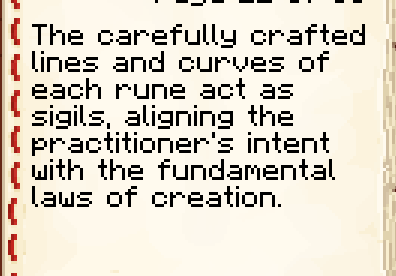 The carefully crafted
lines and curves of
each rune act as
sigils, aligning the
practitioner's intent
with the fundamental
laws of creation.